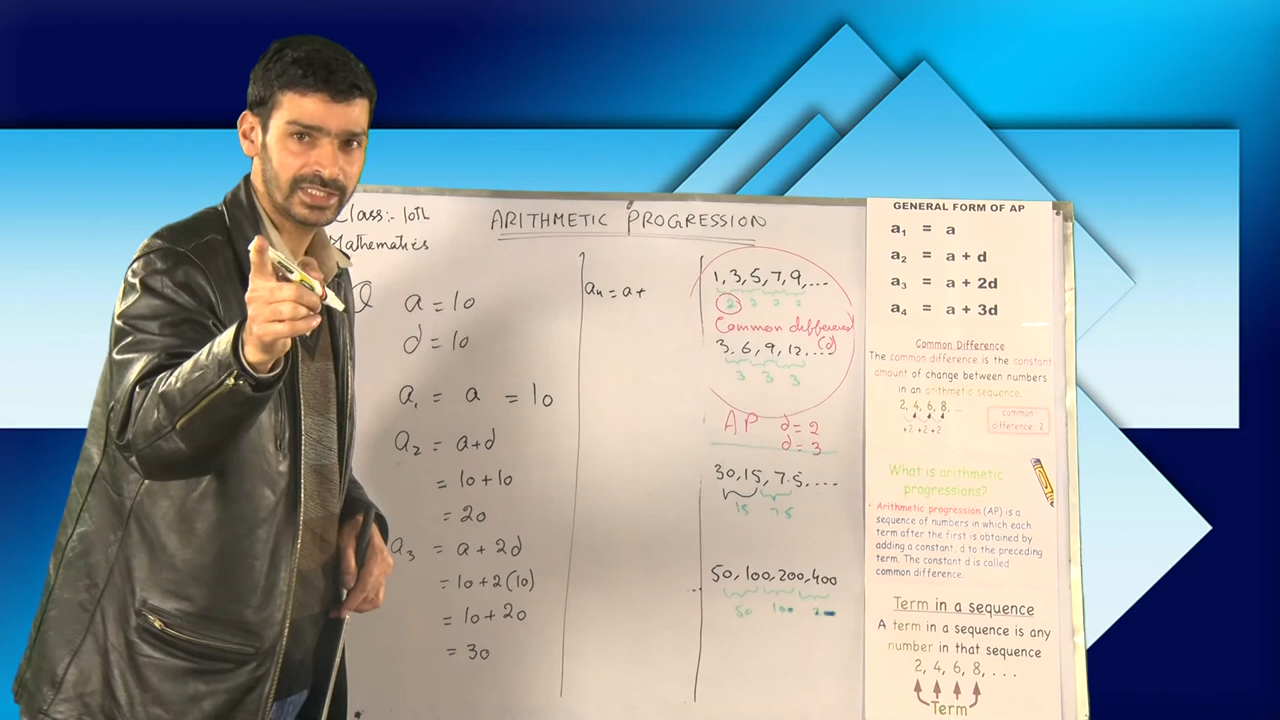 Class:- 10th
Mathematics
ARITHMETIC PROGRESSION
Q a = 10
d = 10
a1 = a = 10
a2 = a+d
= 10+10
= 20
a3 = a+2d
= 10+2(10)
= 10+20
= 30
an = a+
1, 3, 5, 7, 9, ...
2 2 2 2
Common difference
(d)
3, 6, 9, 12, ...
3 3 3
AP d = 2
d = 3
30, 15, 7.5, ....
15 7.5
50, 100, 200, 400
50 100
GENERAL FORM OF AP
a1 = a
a2 = a + d
a3 = a + 2d
a4 = a + 3d
Common Difference
The common difference is the constant
amount of change between numbers
in an arithmetic sequence.
2, 4, 6, 8, ...
+2 +2 +2
common
difference: 2
What is arithmetic
progressions?
Arithmetic progression (AP) is a
sequence of numbers in which each
term after the first is obtained by
adding a constant, d to the preceding
term. The constant d is called
common difference.
Term in a sequence
A term in a sequence is any
number in that sequence
2, 4, 6, 8, . . .
Term